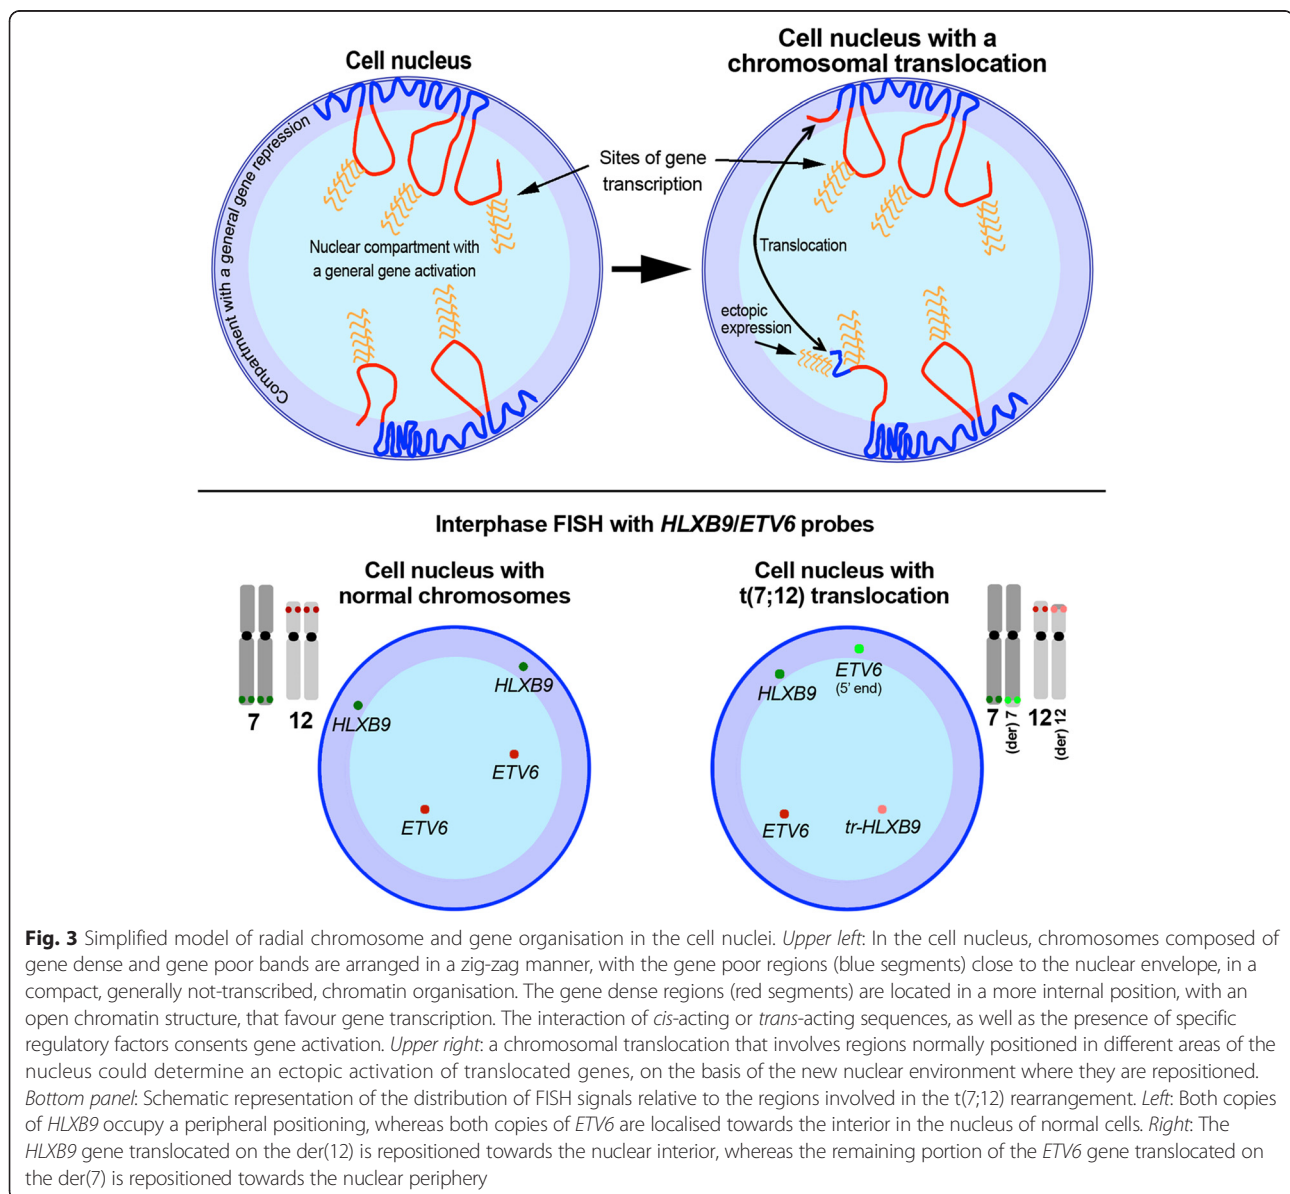 Cell nucleus
Cell nucleus with a
chromosomal translocation
Compartment with a general gene repression
Sites of gene
transcription
Nuclear compartment with
a general gene activation
Translocation
ectopic
expression
Interphase FISH with HLXB9/ETV6 probes
Cell nucleus with
normal chromosomes
7
12
HLXB9
HLXB9
ETV6
ETV6
Cell nucleus with
t(7;12) translocation
HLXB9
ETV6
(5' end)
ETV6
tr-HLXB9
7
(der) 7
12
(der) 12
Fig. 3 Simplified model of radial chromosome and gene organisation in the cell nuclei. Upper left: In the cell nucleus, chromosomes composed of
gene dense and gene poor bands are arranged in a zig-zag manner, with the gene poor regions (blue segments) close to the nuclear envelope, in a
compact, generally not-transcribed, chromatin organisation. The gene dense regions (red segments) are located in a more internal position, with an
open chromatin structure, that favour gene transcription. The interaction of cis-acting or trans-acting sequences, as well as the presence of specific
regulatory factors consents gene activation. Upper right: a chromosomal translocation that involves regions normally positioned in different areas of the
nucleus could determine an ectopic activation of translocated genes, on the basis of the new nuclear environment where they are repositioned.
Bottom panel: Schematic representation of the distribution of FISH signals relative to the regions involved in the t(7;12) rearrangement. Left: Both copies
of HLXB9 occupy a peripheral positioning, whereas both copies of ETV6 are localised towards the interior in the nucleus of normal cells. Right: The
HLXB9 gene translocated on the der(12) is repositioned towards the nuclear interior, whereas the remaining portion of the ETV6 gene translocated on
the der(7) is repositioned towards the nuclear periphery